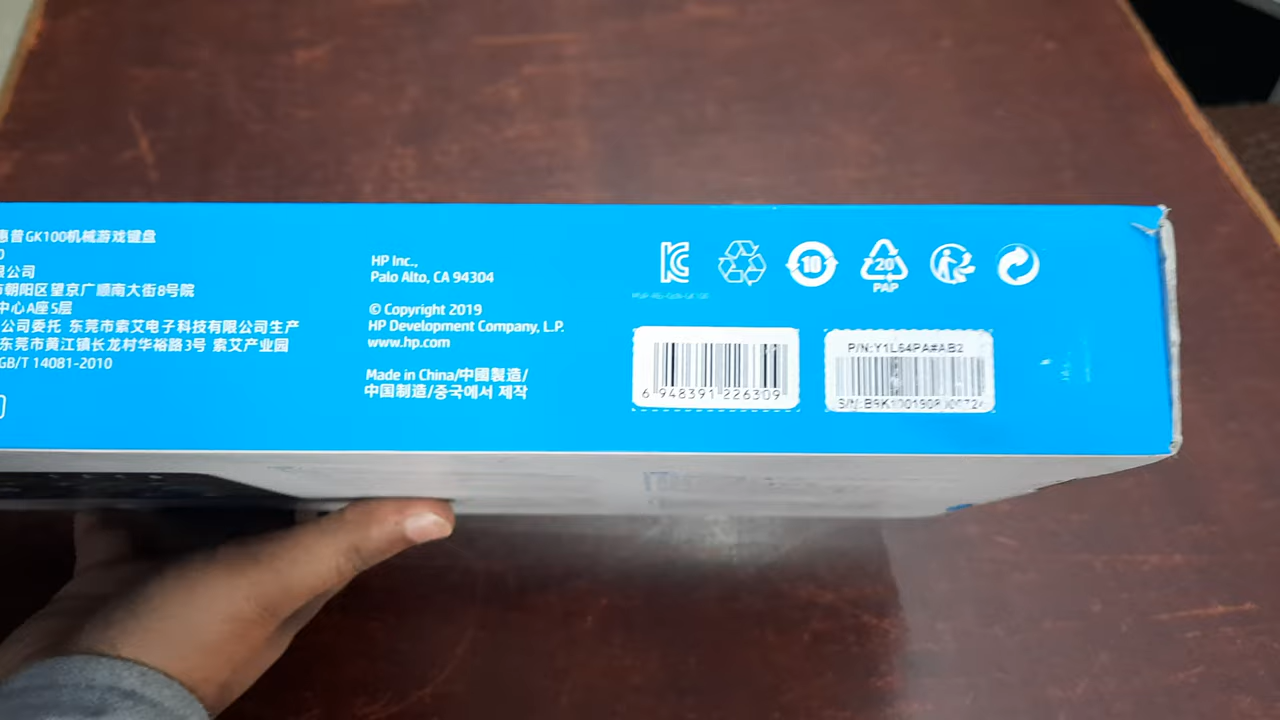 惠普GK100机械游戏键盘
限公司
朝阳区望京广顺南大街8号院
中心A座5层
公司委托 东莞市索艾电子科技有限公司生产
东莞市黄江镇长龙村华裕路3号 索艾产业园
GB/T 14081-2010
HP Inc.,
Palo Alto, CA 94304
© Copyright 2019
HP Development Company, L.P.
www.hp.com
Made in China/中國製造/
中国制造/중국에서 제작
10
20
PAP
6 948391 226309
P/N:Y1L64PA#AB2